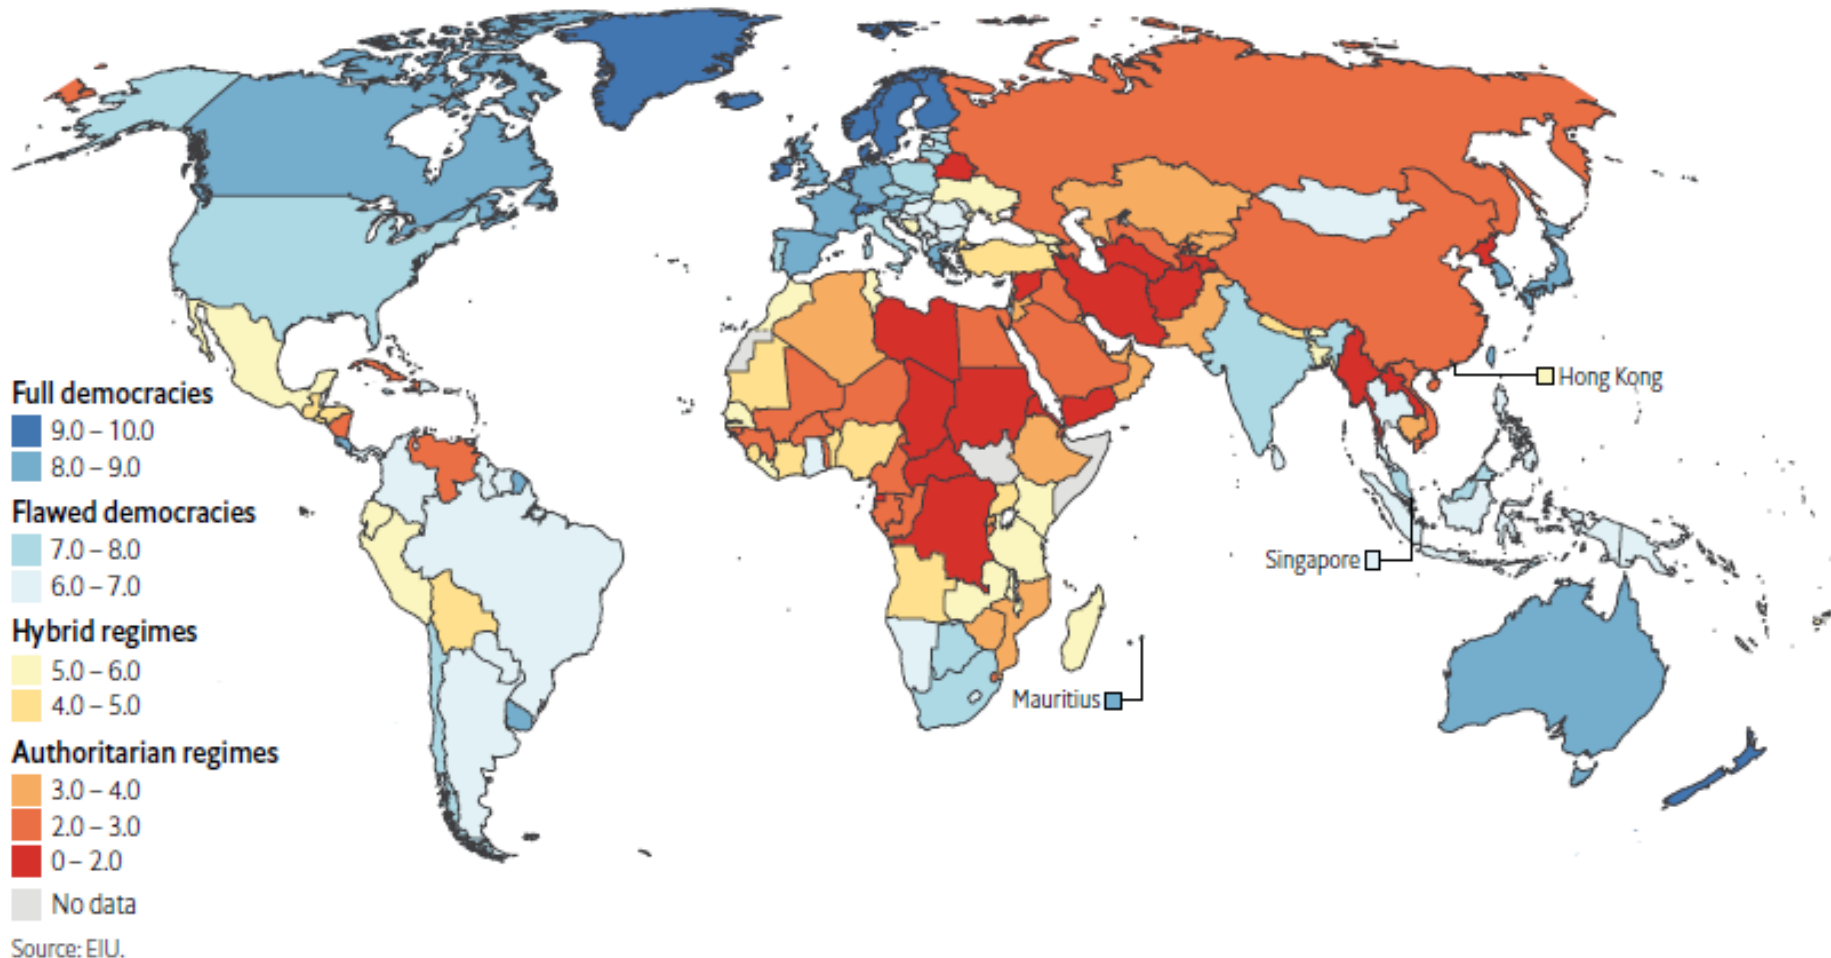 Full democracies
9.0 – 10.0
8.0 – 9.0
Flawed democracies
7.0 – 8.0
6.0 – 7.0
Hybrid regimes
5.0 – 6.0
4.0 – 5.0
Authoritarian regimes
3.0 – 4.0
2.0 – 3.0
0 – 2.0
No data
Source: EIU.
Hong Kong
Singapore
Mauritius